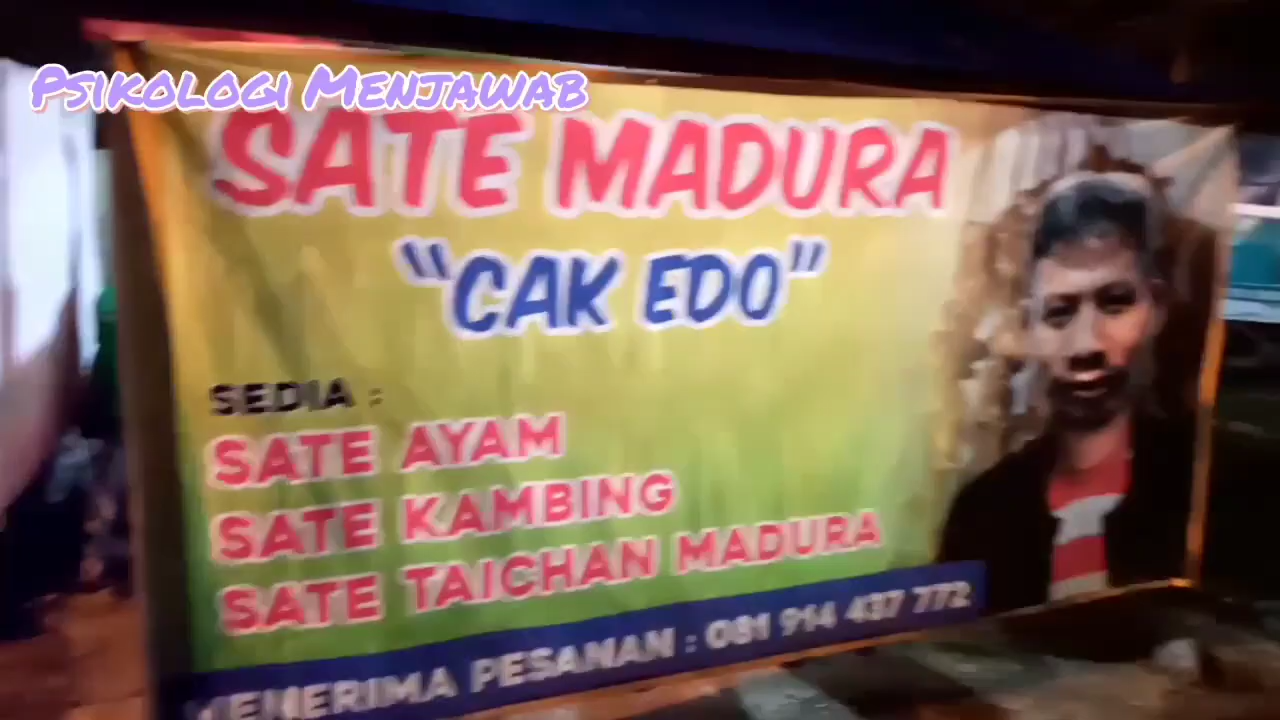 Psikologi Menjawab
SATE MADURA
"CAK EDO"
SEDIA :
SATE AYAM
SATE KAMBING
SATE TAICHAN MADURA
MENERIMA PESANAN : 081 914 437 772